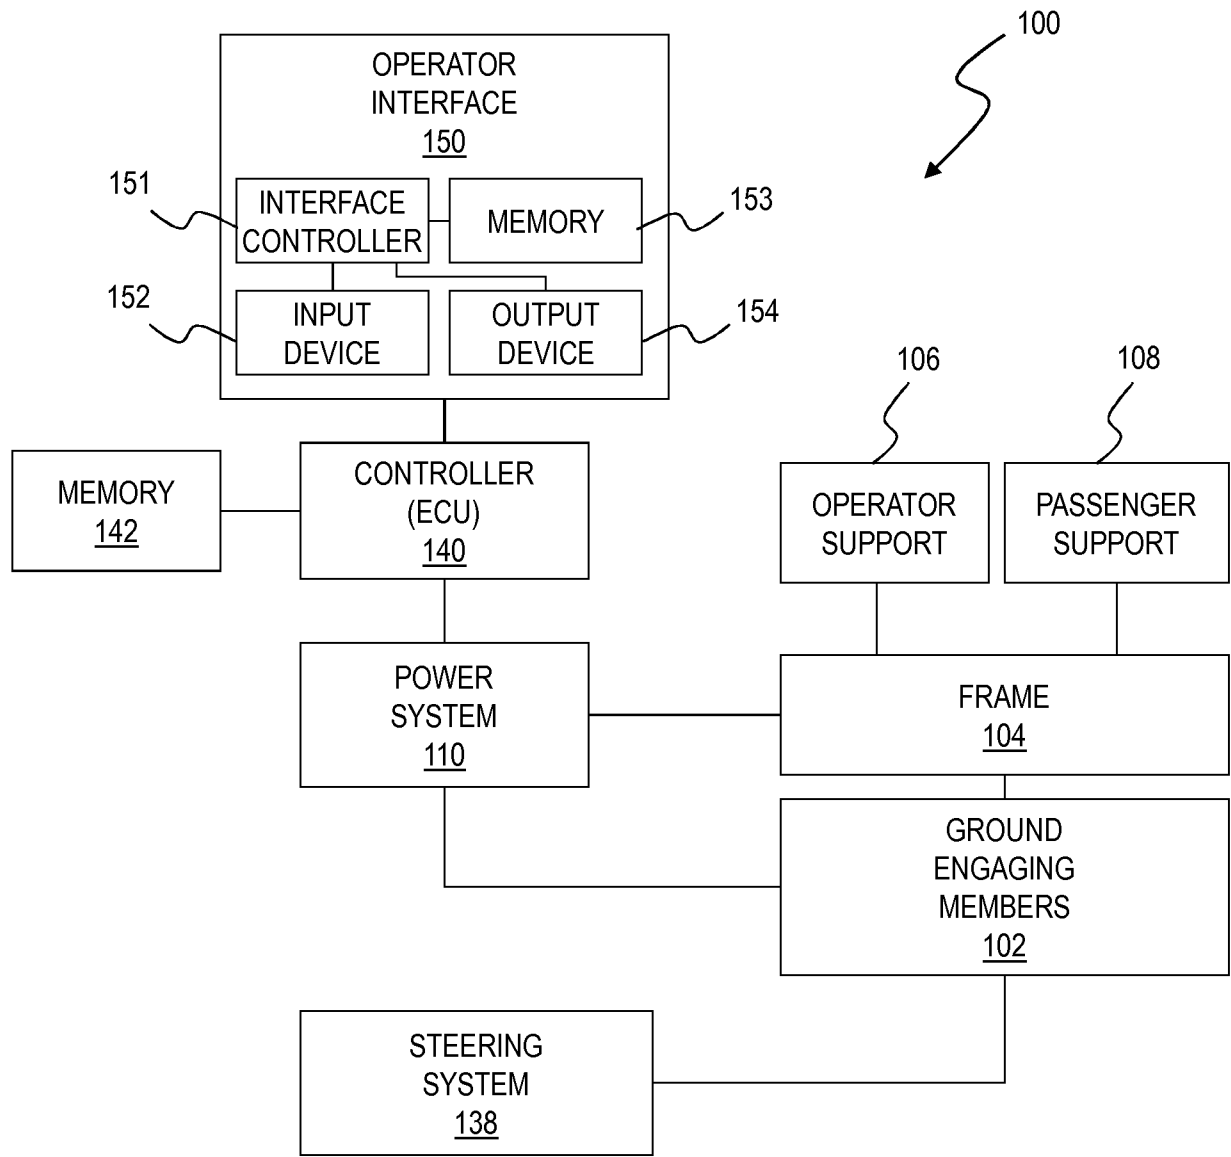 100
OPERATOR
INTERFACE
150
151
INTERFACE
CONTROLLER
MEMORY
153
152
INPUT
DEVICE
OUTPUT
DEVICE
154
106
108
MEMORY
142
CONTROLLER
(ECU)
140
OPERATOR
SUPPORT
PASSENGER
SUPPORT
POWER
SYSTEM
110
FRAME
104
GROUND
ENGAGING
MEMBERS
102
STEERING
SYSTEM
138